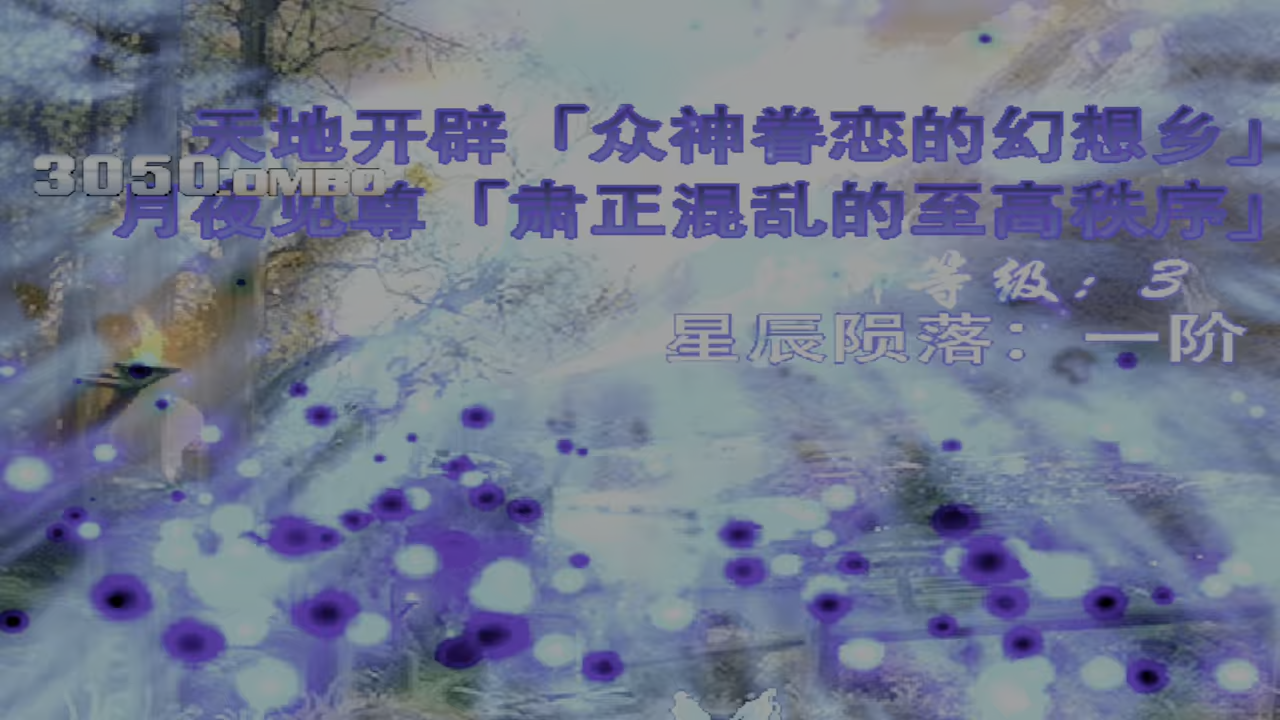 天地开辟「众神眷恋的幻想乡」
3050COMBO
月夜见尊「肃正混乱的至高秩序」
等级：3
星辰陨落：一阶